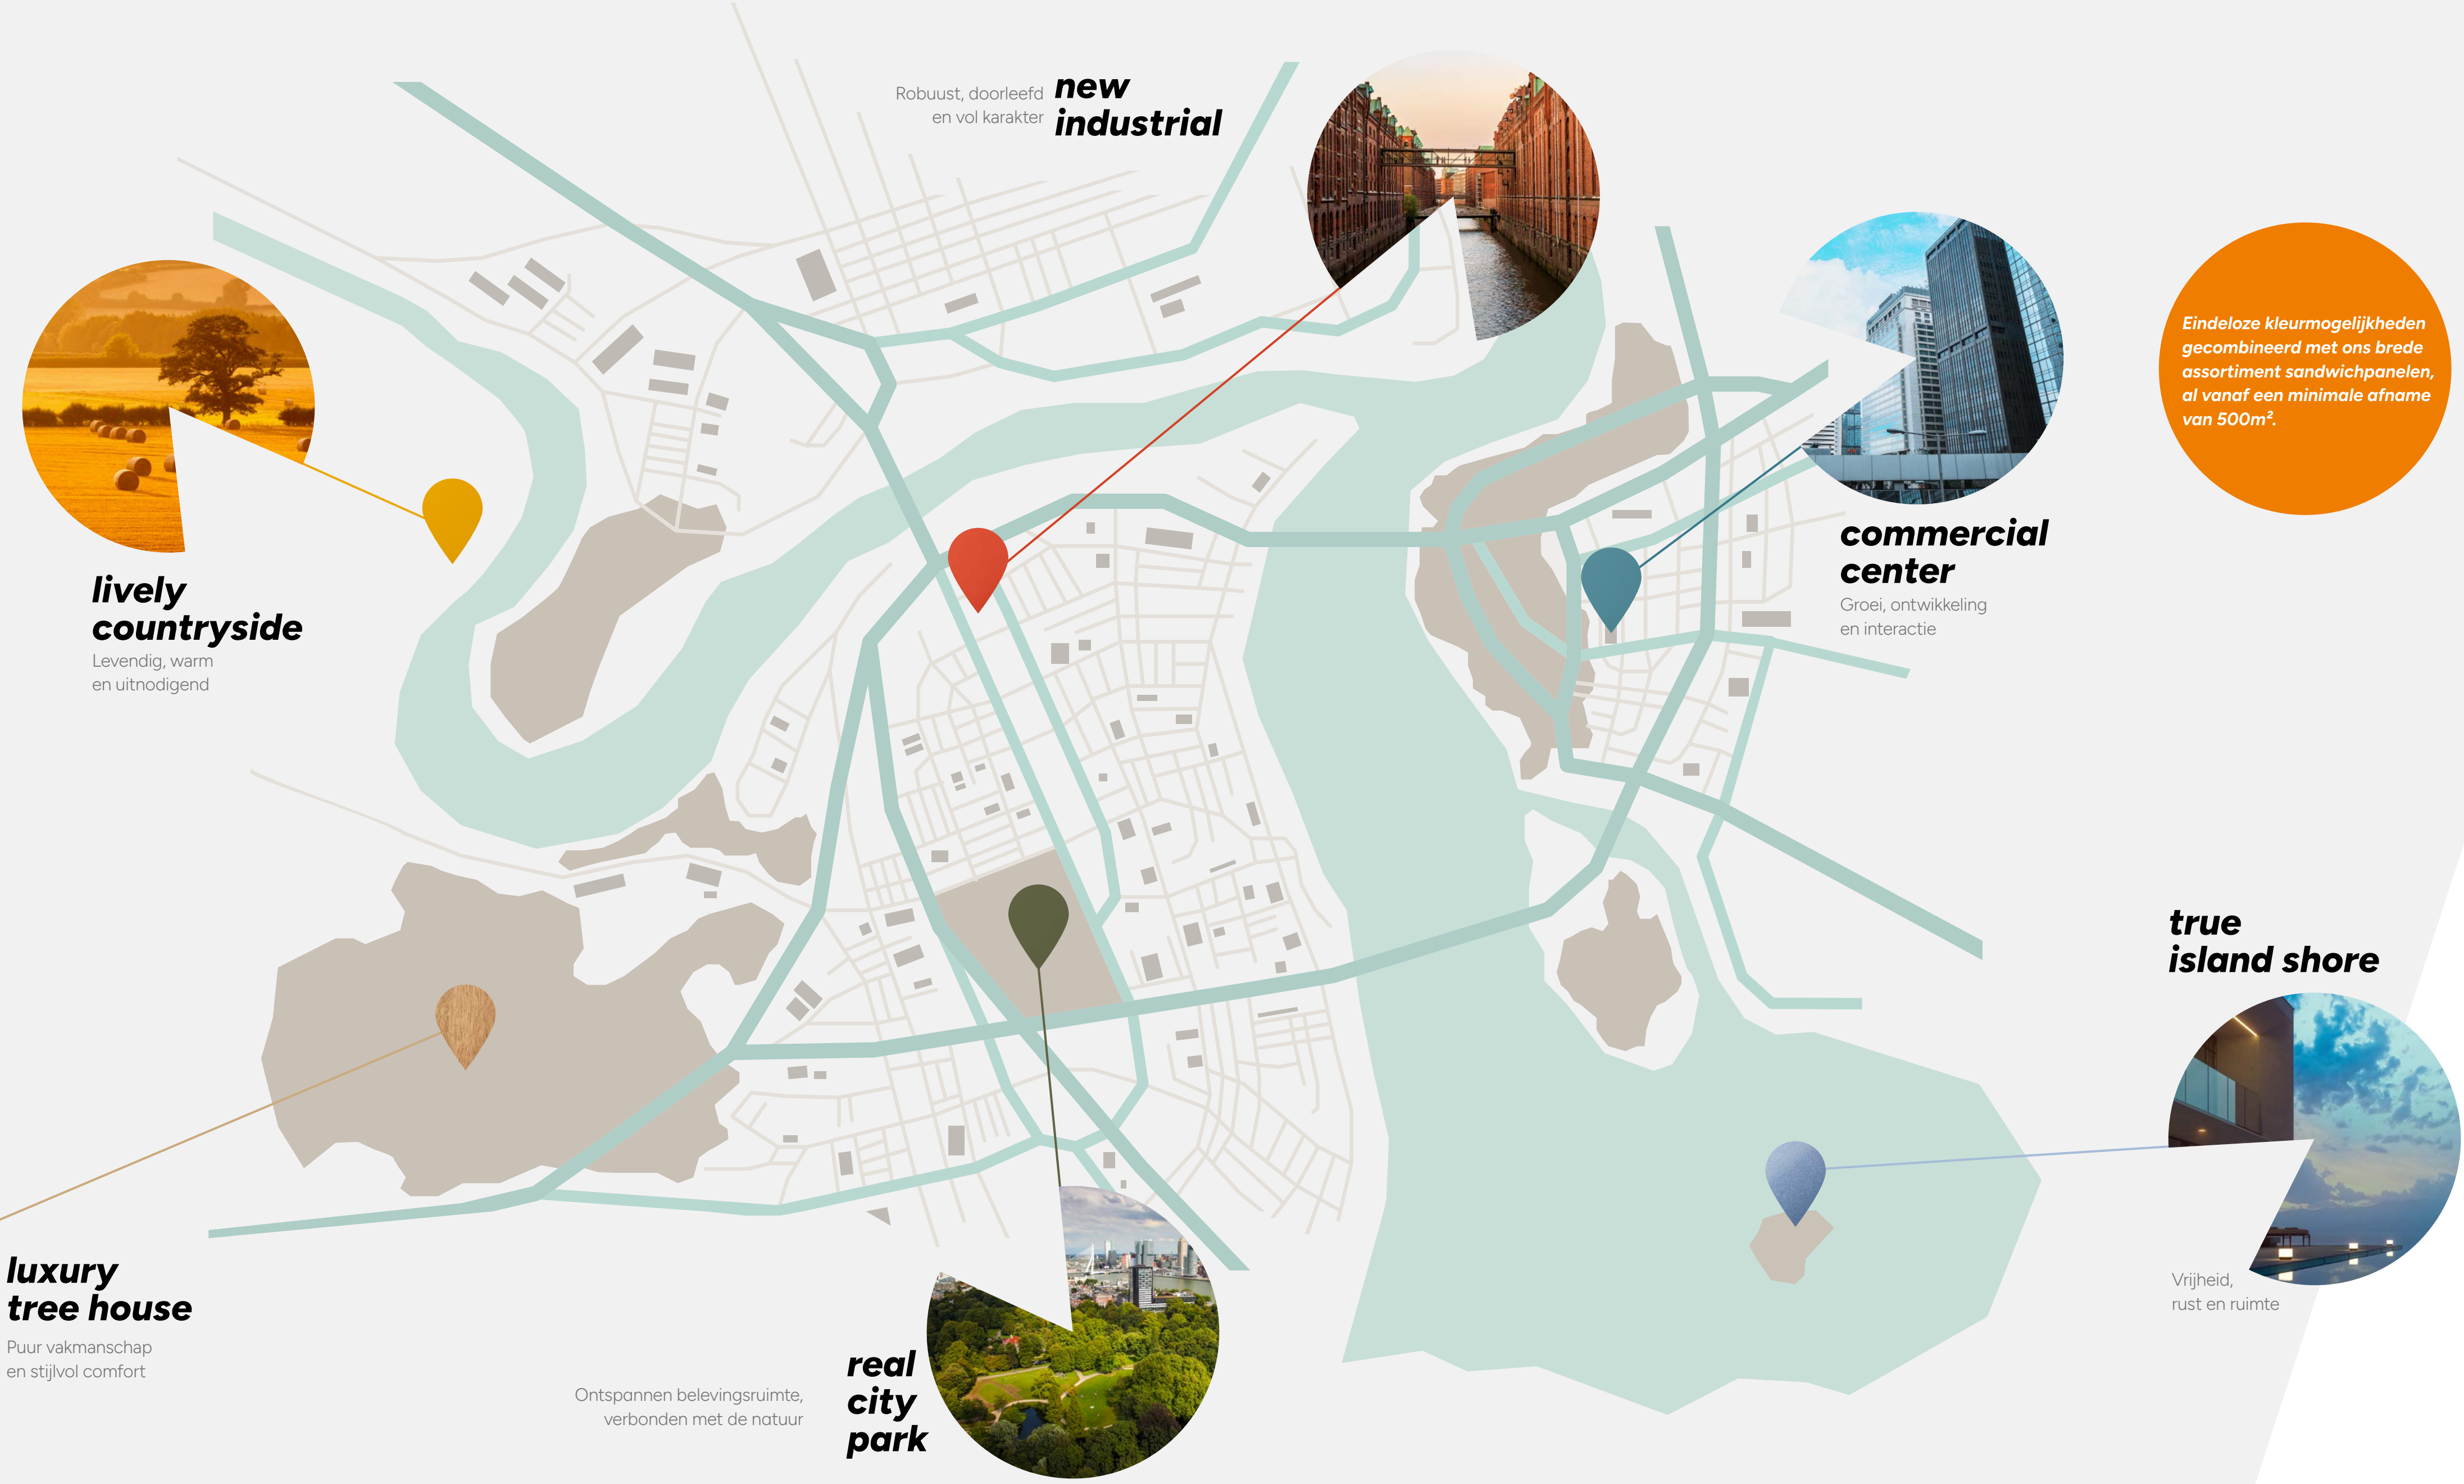 Robuust, doorleefd
en vol karakter
new
industrial
Eindeloze kleurmogelijkheden
gecombineerd met ons brede
assortiment sandwichpanelen,
al vanaf een minimale afname
van 500m².
commercial
center
Groei, ontwikkeling
en interactie
lively
countryside
Levendig, warm
en uitnodigend
true
island shore
Vrijheid,
rust en ruimte
luxury
tree house
Puur vakmanschap
en stijlvol comfort
real
city
park
Ontspannen belevingsruimte,
verbonden met de natuur